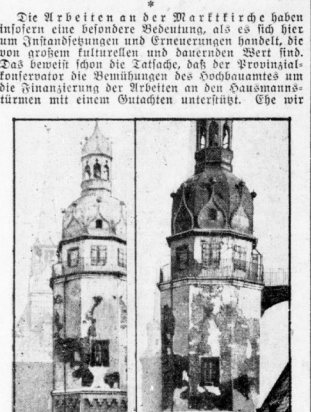 *
Die Arbeiten an der Marktkirche haben
insofern eine besondere Bedeutung, als es sich hier
um Instandsetzungen und Erneuerungen handelt, die
von großem kulturellen und dauernden Wert sind.
Das beweist schon die Tatsache, daß der Provinzial-
konservator die Bemühungen des Hochbauamtes um
die Finanzierung der Arbeiten an den Hausmanns-
türmen mit einem Gutachten unterstützt. Ehe wir